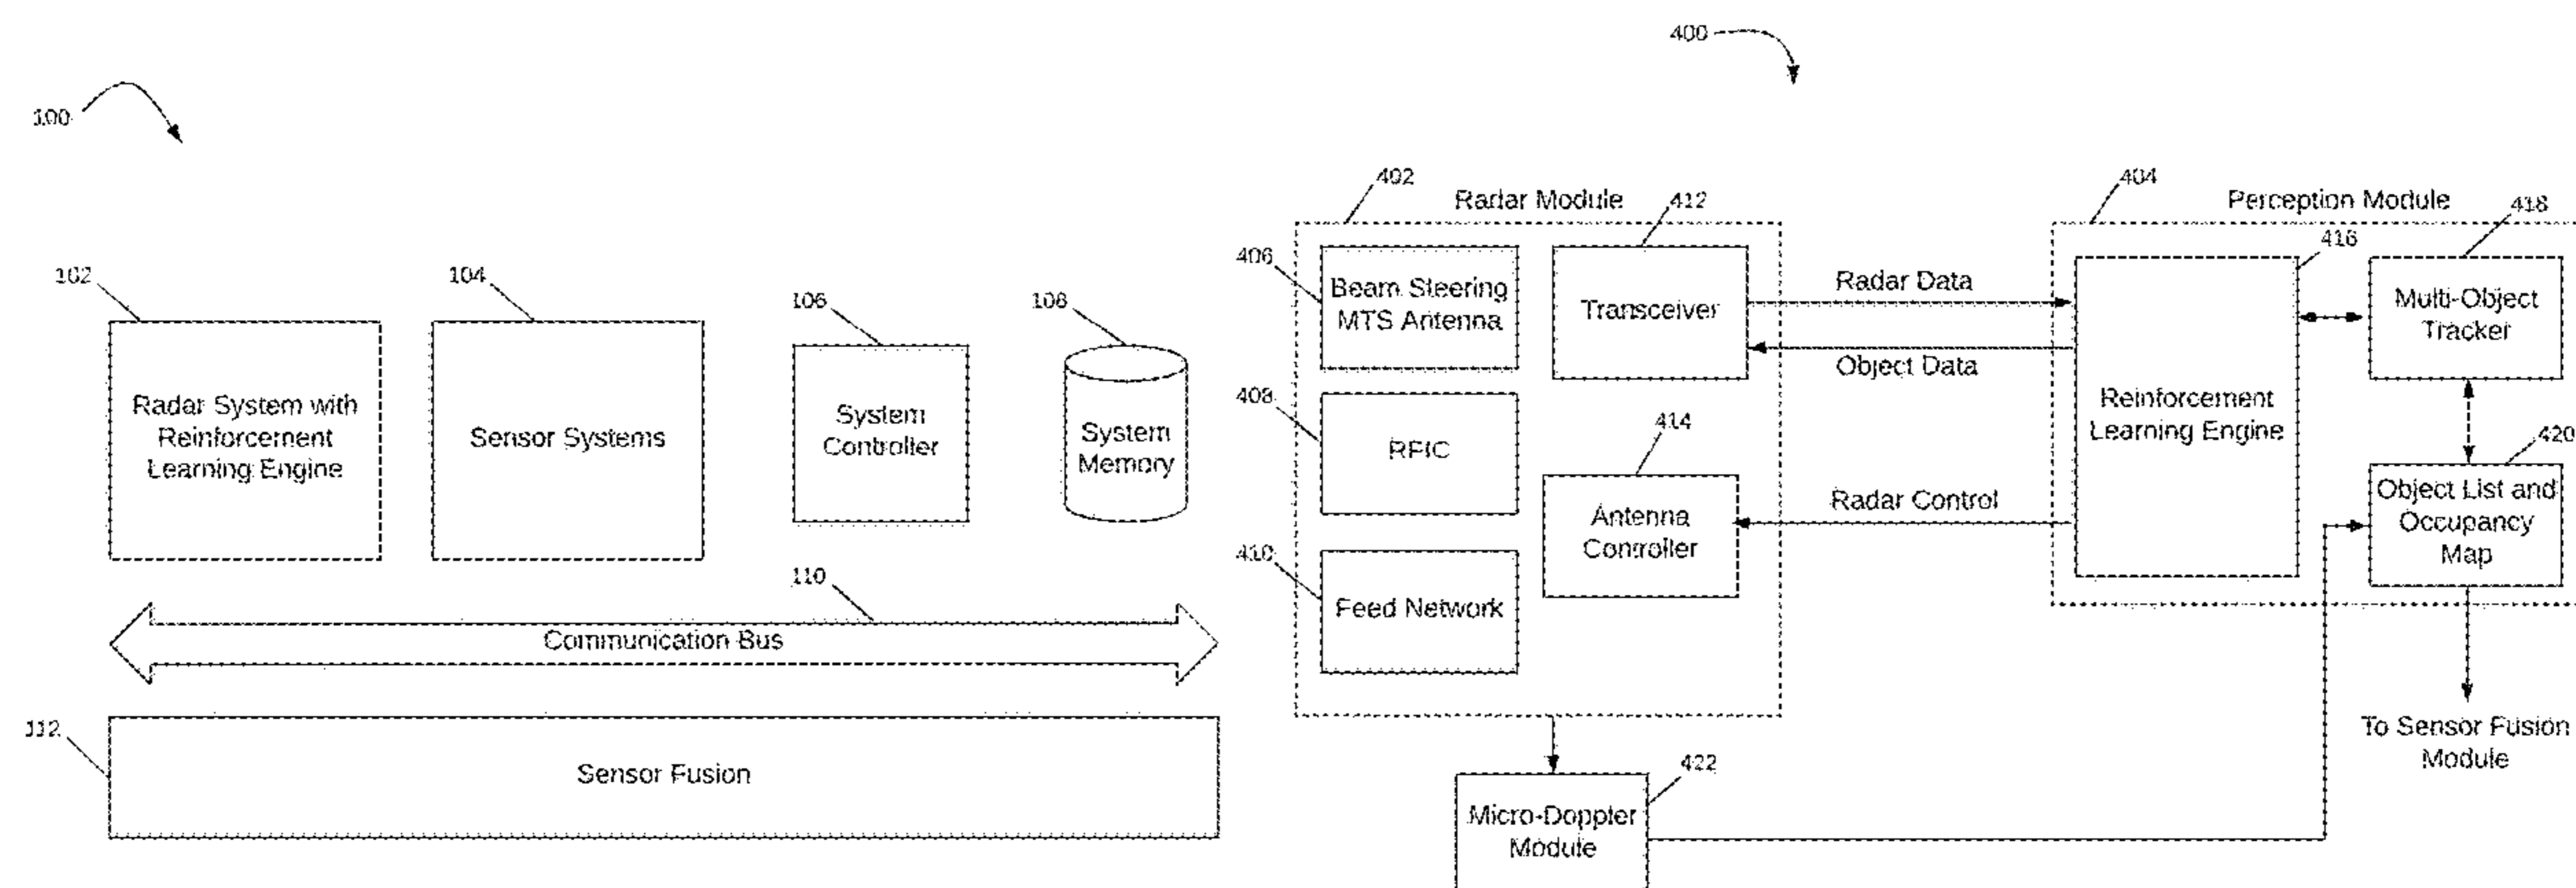 100
102
104
106
108
Radar System with
Reinforcement
Learning Engine
Sensor Systems
System
Controller
System
Memory
110
Communication Bus
112
Sensor Fusion
400
402
Radar Module
412
404
Perception Module
418
406
Beam Steering
MTS Antenna
Transceiver
Radar Data
Object Data
416
Reinforcement
Learning Engine
Multi-Object
Tracker
408
RFIC
414
Antenna
Controller
Radar Control
420
Object List and
Occupancy
Map
410
Feed Network
To Sensor Fusion
Module
422
Micro-Doppler
Module